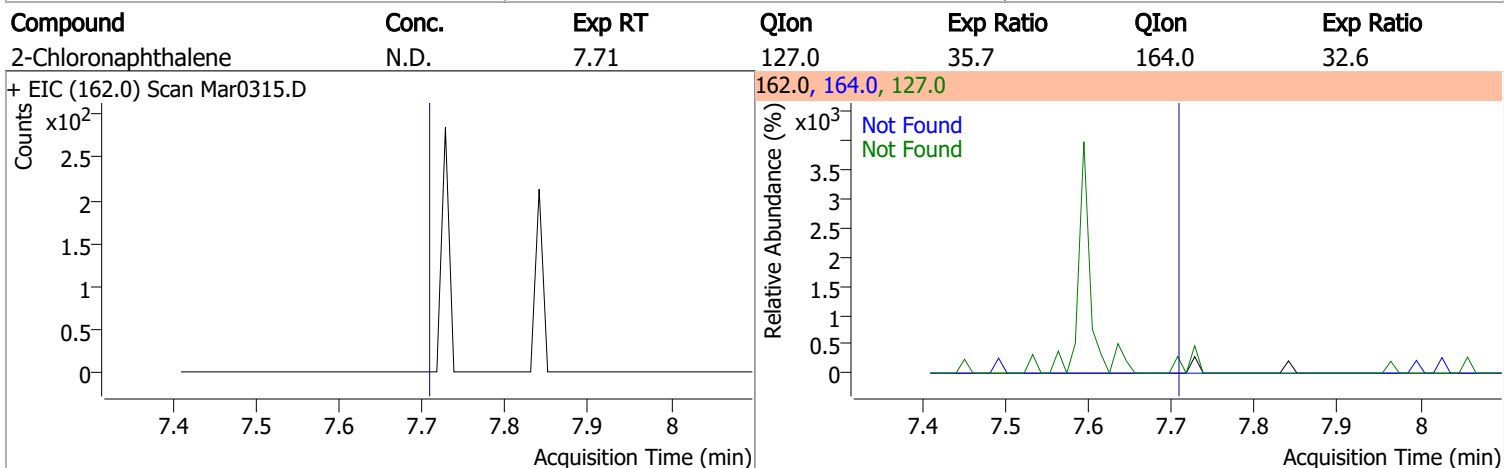 Compound Conc. Exp RT QIon Exp Ratio QIon Exp Ratio
2-Chloronaphthalene N.D. 7.71 127.0 35.7 164.0 32.6
+ EIC (162.0) Scan Mar0315.D
Counts
x10²
2.5
2
1.5
1
0.5
0
7.4 7.5 7.6 7.7 7.8 7.9 8
Acquisition Time (min)
162.0, 164.0, 127.0
Relative Abundance (%)
x10³
Not Found
Not Found
3.5
3
2.5
2
1.5
1
0.5
0
7.4 7.5 7.6 7.7 7.8 7.9 8
Acquisition Time (min)